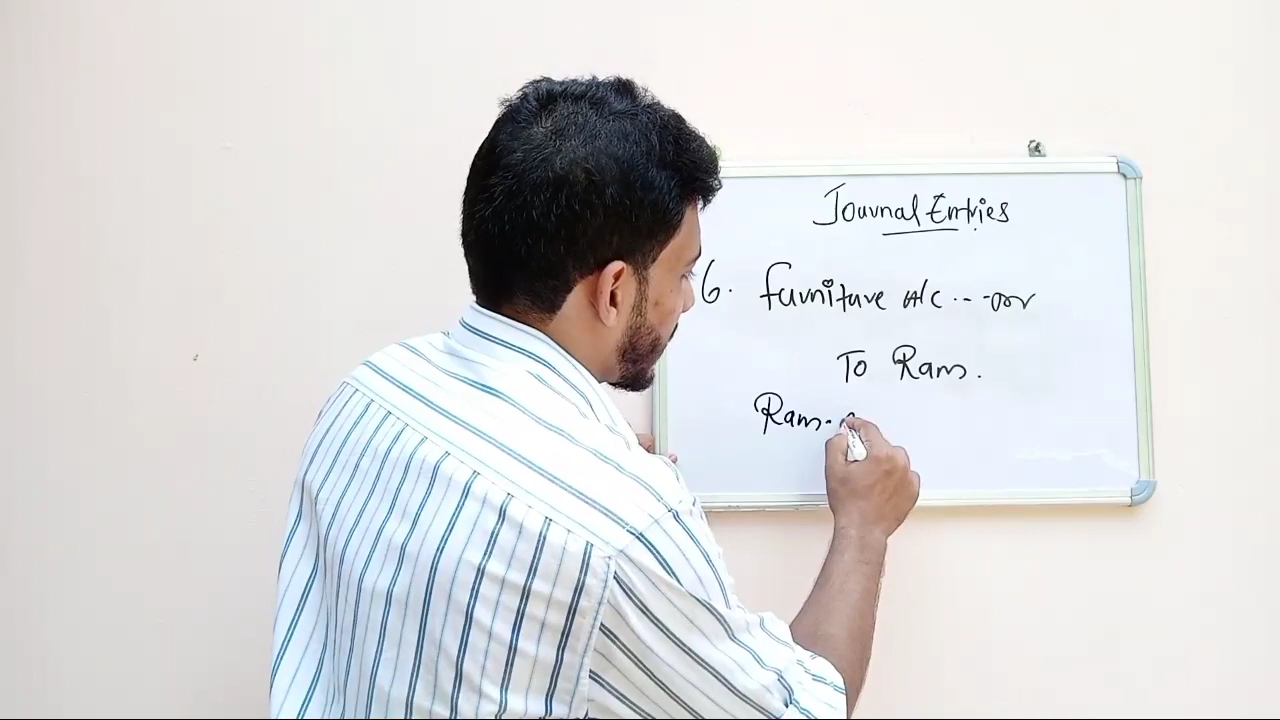 Journal Entries
6. Furniture A/C ---Dr
To Ram.
Ram.